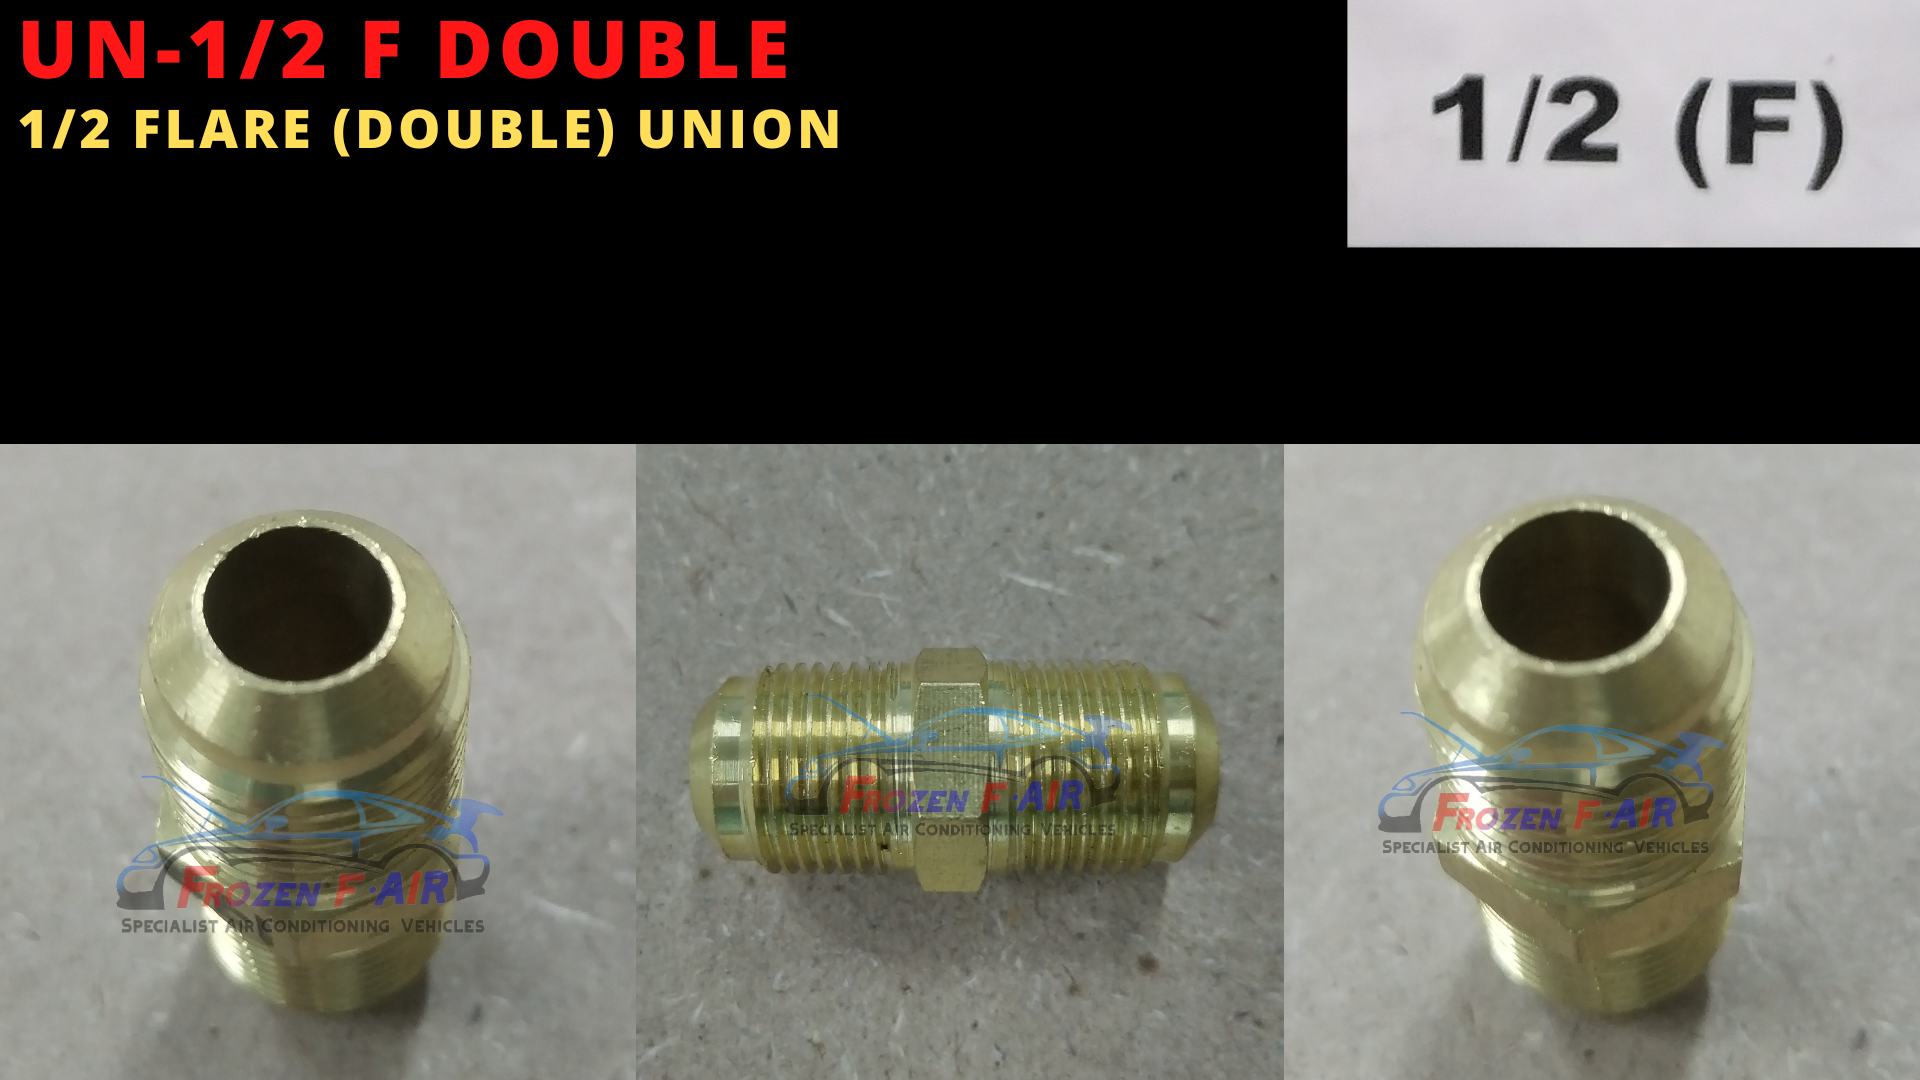 UN-1/2 F DOUBLE
1/2 FLARE (DOUBLE) UNION
1/2 (F)
FROZEN F·AIR
SPECIALIST AIR CONDITIONING VEHICLES
FROZEN F·AIR
SPECIALIST AIR CONDITIONING VEHICLES
FROZEN F·AIR
SPECIALIST AIR CONDITIONING VEHICLES